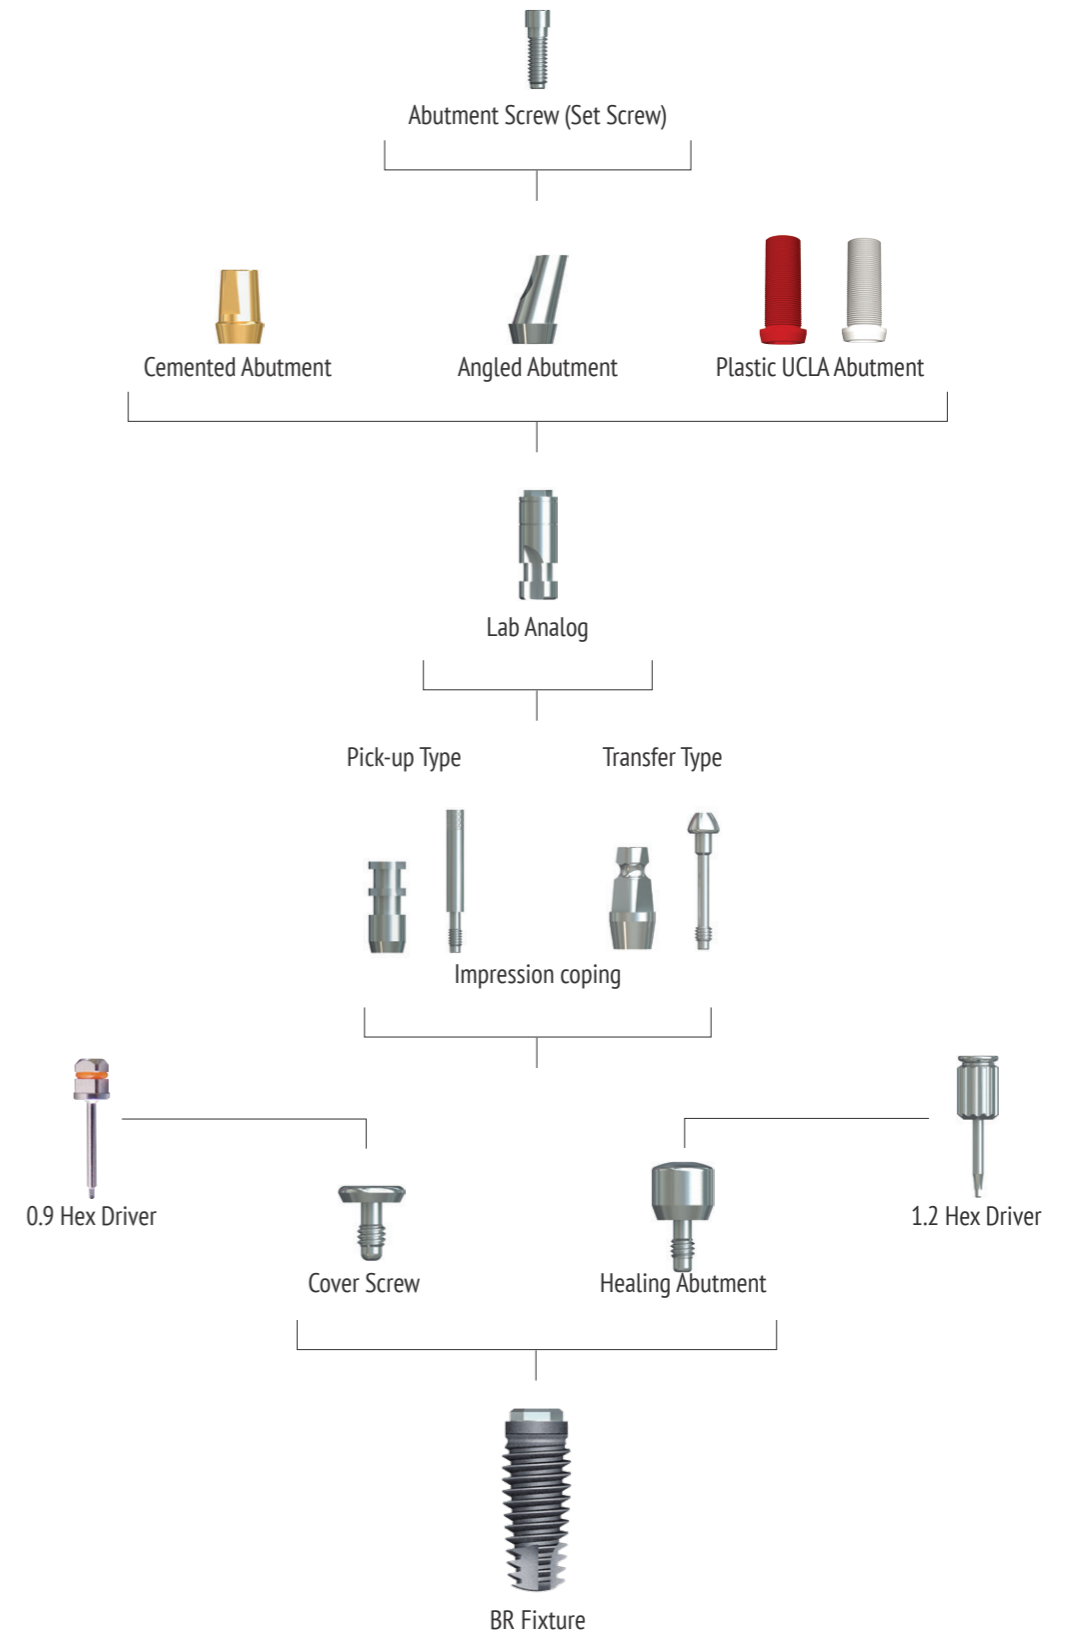 Abutment Screw (Set Screw)
Cemented Abutment
Angled Abutment
Plastic UCLA Abutment
Lab Analog
Pick-up Type
Transfer Type
Impression coping
0.9 Hex Driver
1.2 Hex Driver
Cover Screw
Healing Abutment
BR Fixture